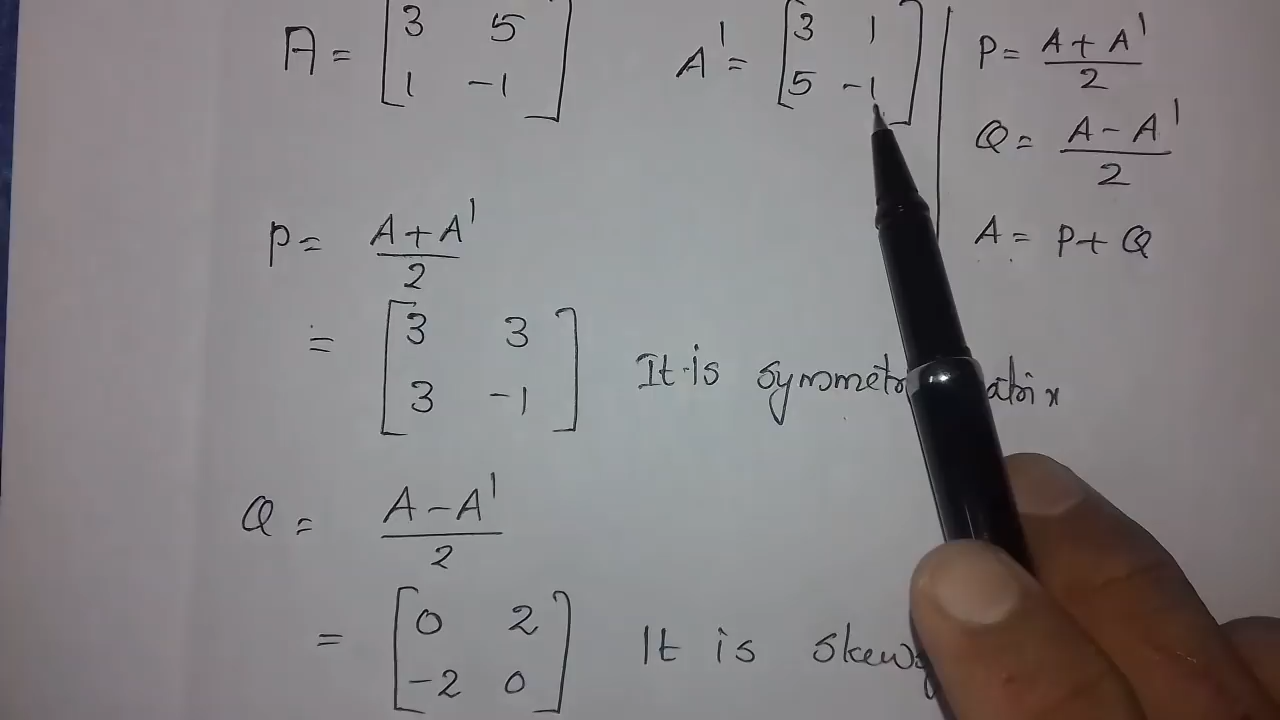 A = [3 5
1 -1]
A' = [3 1
5 -1]
P = A + A'
2
Q = A - A'
2
A = P + Q
P = A + A'
2
= [3 3
3 -1]
It is matrix
Q = A - A'
2
= [0 2
-2 0]
It is